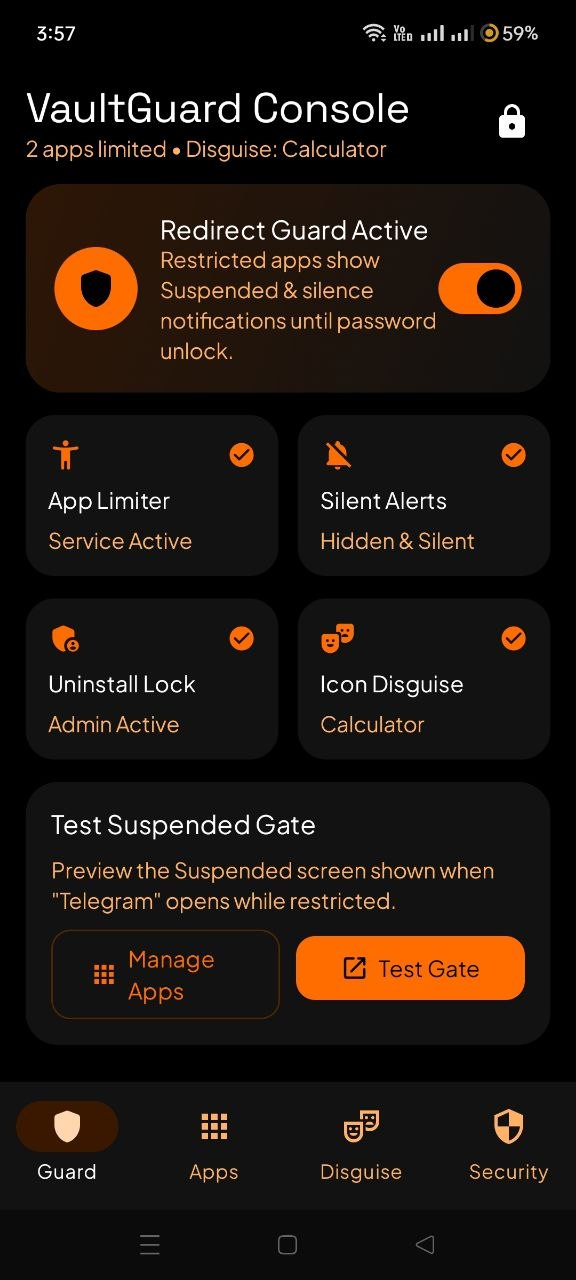 3:57
Vo
LTE D
59%
VaultGuard Console
2 apps limited • Disguise: Calculator
Redirect Guard Active
Restricted apps show
Suspended & silence
notifications until password
unlock.
App Limiter
Service Active
Silent Alerts
Hidden & Silent
Uninstall Lock
Admin Active
Icon Disguise
Calculator
Test Suspended Gate
Preview the Suspended screen shown when
"Telegram" opens while restricted.
Manage
Apps
Test Gate
Guard
Apps
Disguise
Security